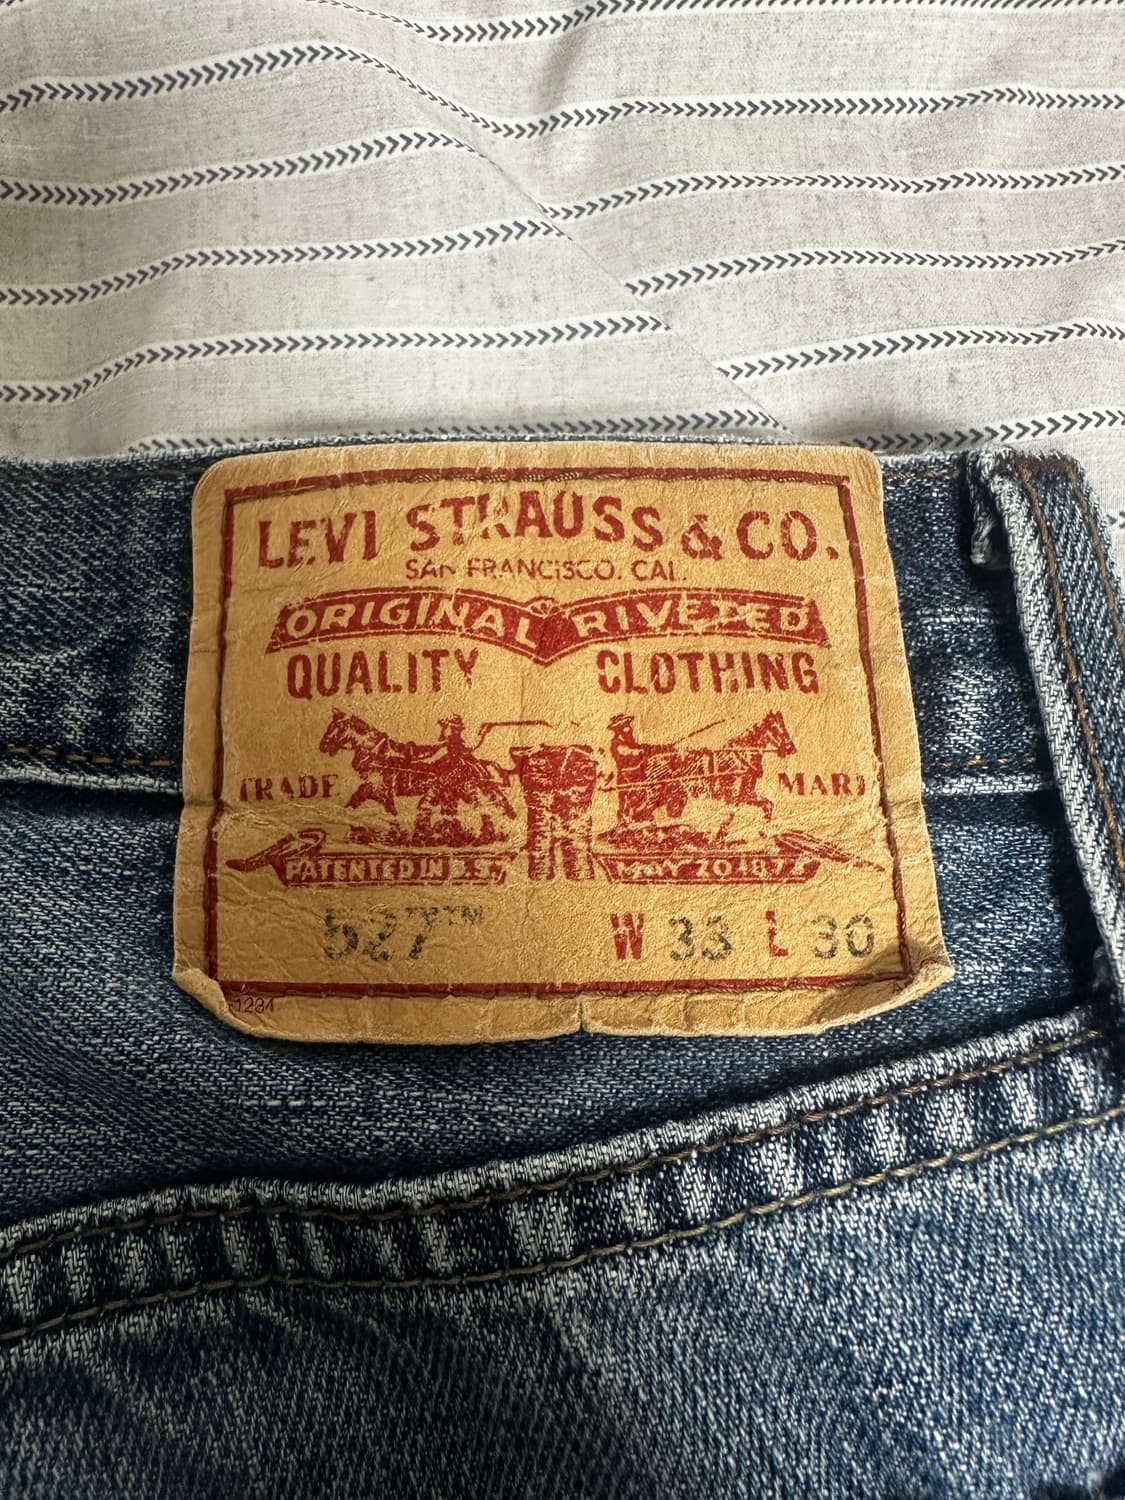 LEVI STRAUSS & CO.
SAN FRANCISCO, CAL.
ORIGINAL RIVETED
QUALITY CLOTHING
TRADE MARK
PATENTED IN U.S. MAY 20 1873
527™ W 33 L 30
1234